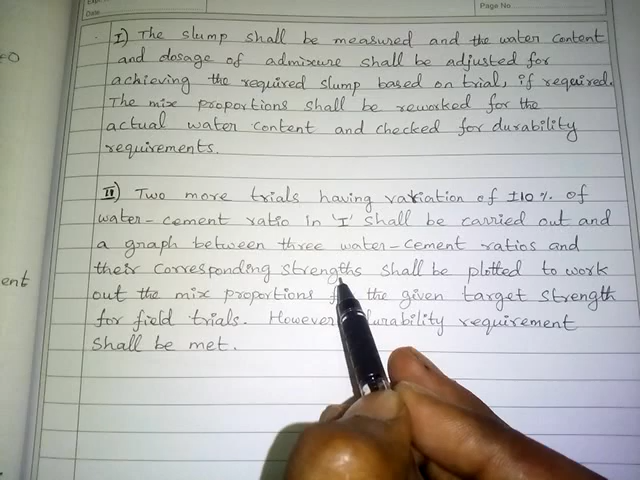 Page No
Date
I) The slump shall be measured and the water content
and dosage of admixure shall be adjusted for
achieving the required slump based on trial, if required.
The mix proportions shall be reworked for the
actual water content and checked for durability
requirements.
II) Two more trials having variation of ±10% of
water-cement ratio in 'I' shall be carried out and
a graph between three water-cement ratios and
their corresponding strengths shall be plotted to work
out the mix proportions the given target strength
for field trials. However durability requirement
shall be met.
ent